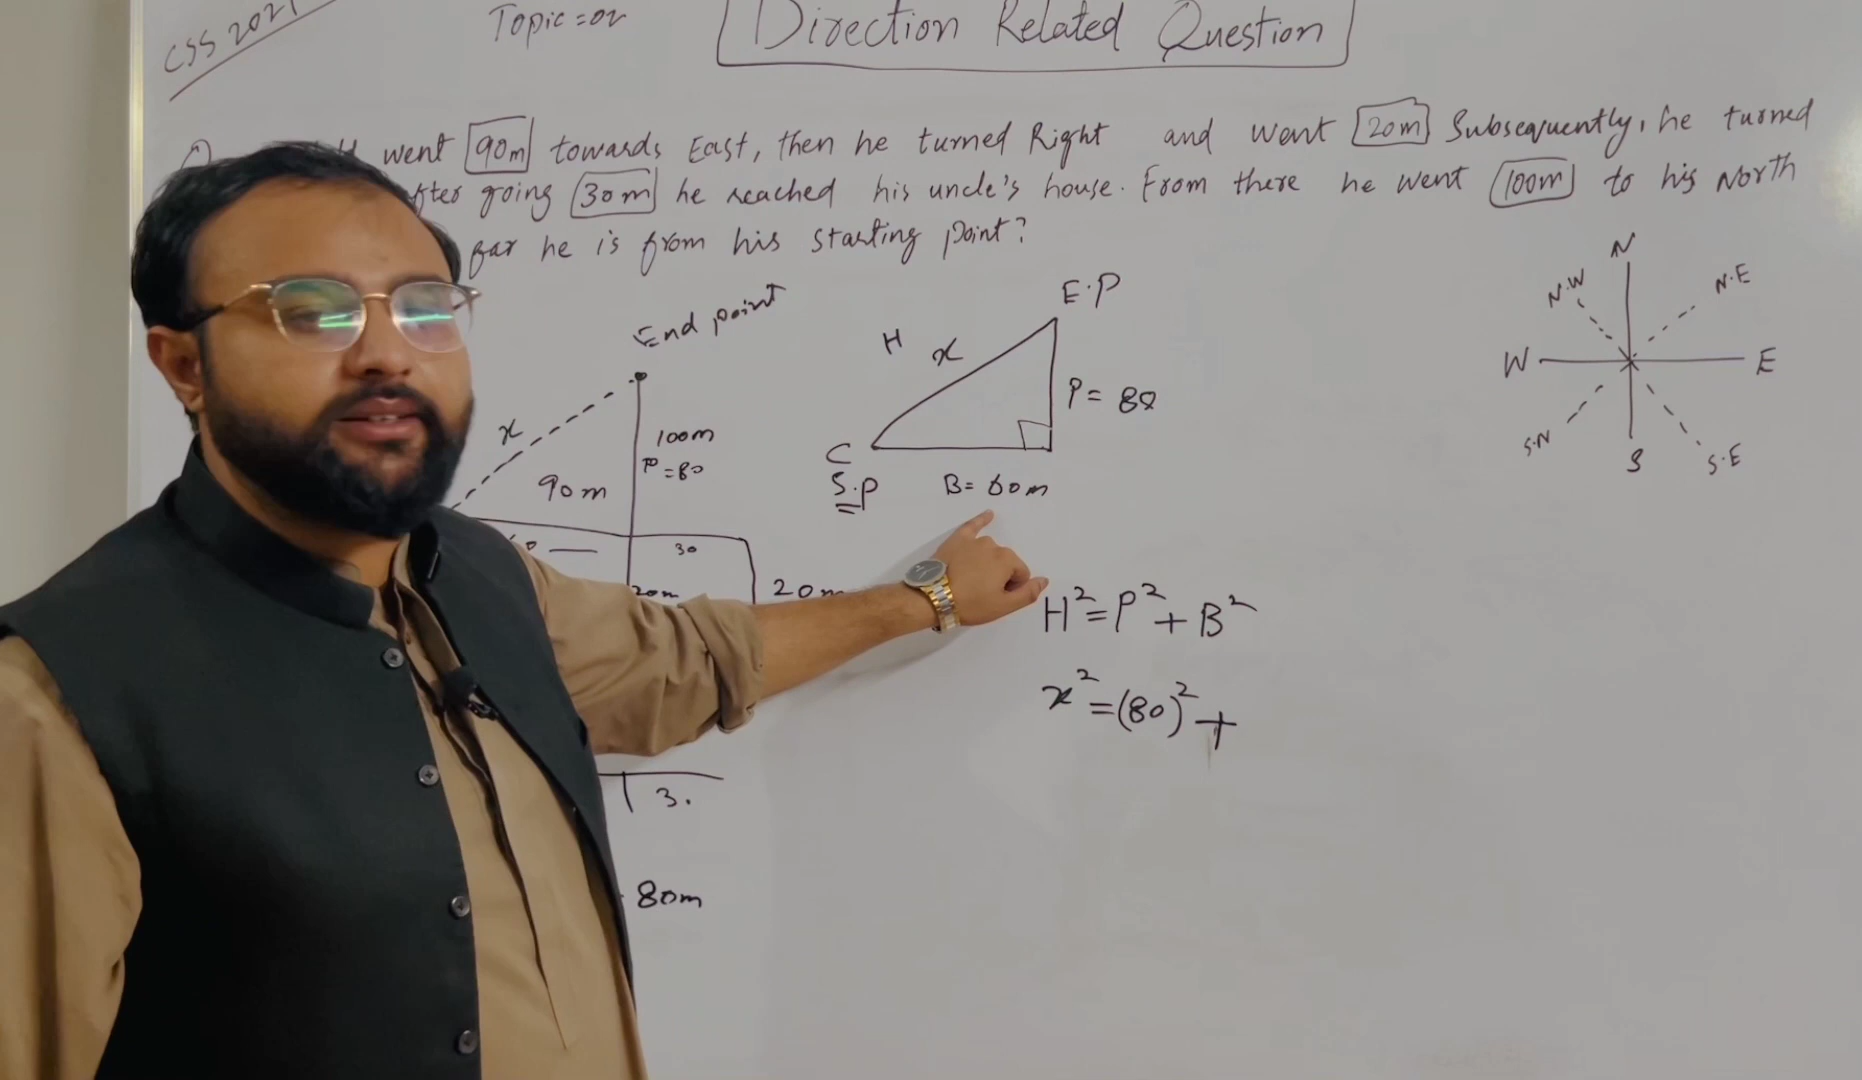 CSS 2021
Topic = 02
Direction Related Question
went 90m towards East, then he turned Right and went 20m Subsequently, he turned
going 30m he reached his uncle's house. From there he went 100m to his North
far he is from his starting point?
N
N.W
N.E
W
E
S.N
S
S.E
End point
x
100m
P = 80
90m
30
20m
20m
3.
80m
E.P
H
x
P = 80
C
S.P
B = 60m
H² = P² + B²
x² = (80)² +